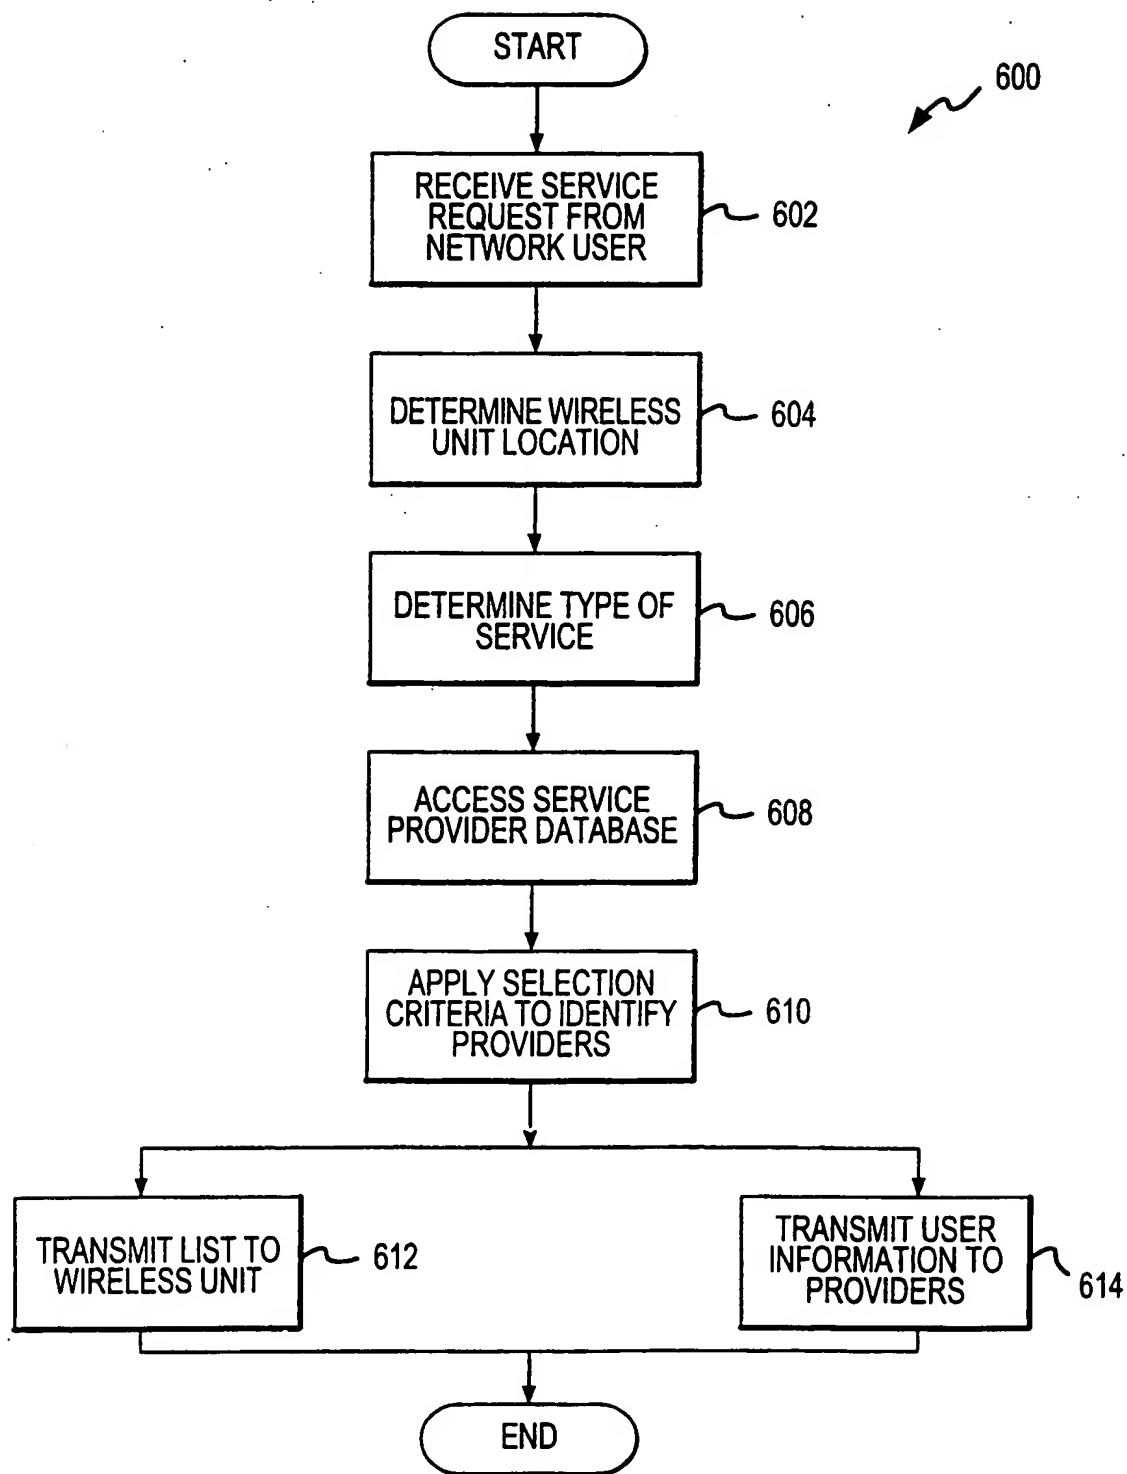 START
600
RECEIVE SERVICE
REQUEST FROM
NETWORK USER
602
DETERMINE WIRELESS
UNIT LOCATION
604
DETERMINE TYPE OF
SERVICE
606
ACCESS SERVICE
PROVIDER DATABASE
608
APPLY SELECTION
CRITERIA TO IDENTIFY
PROVIDERS
610
TRANSMIT LIST TO
WIRELESS UNIT
612
TRANSMIT USER
INFORMATION TO
PROVIDERS
614
END